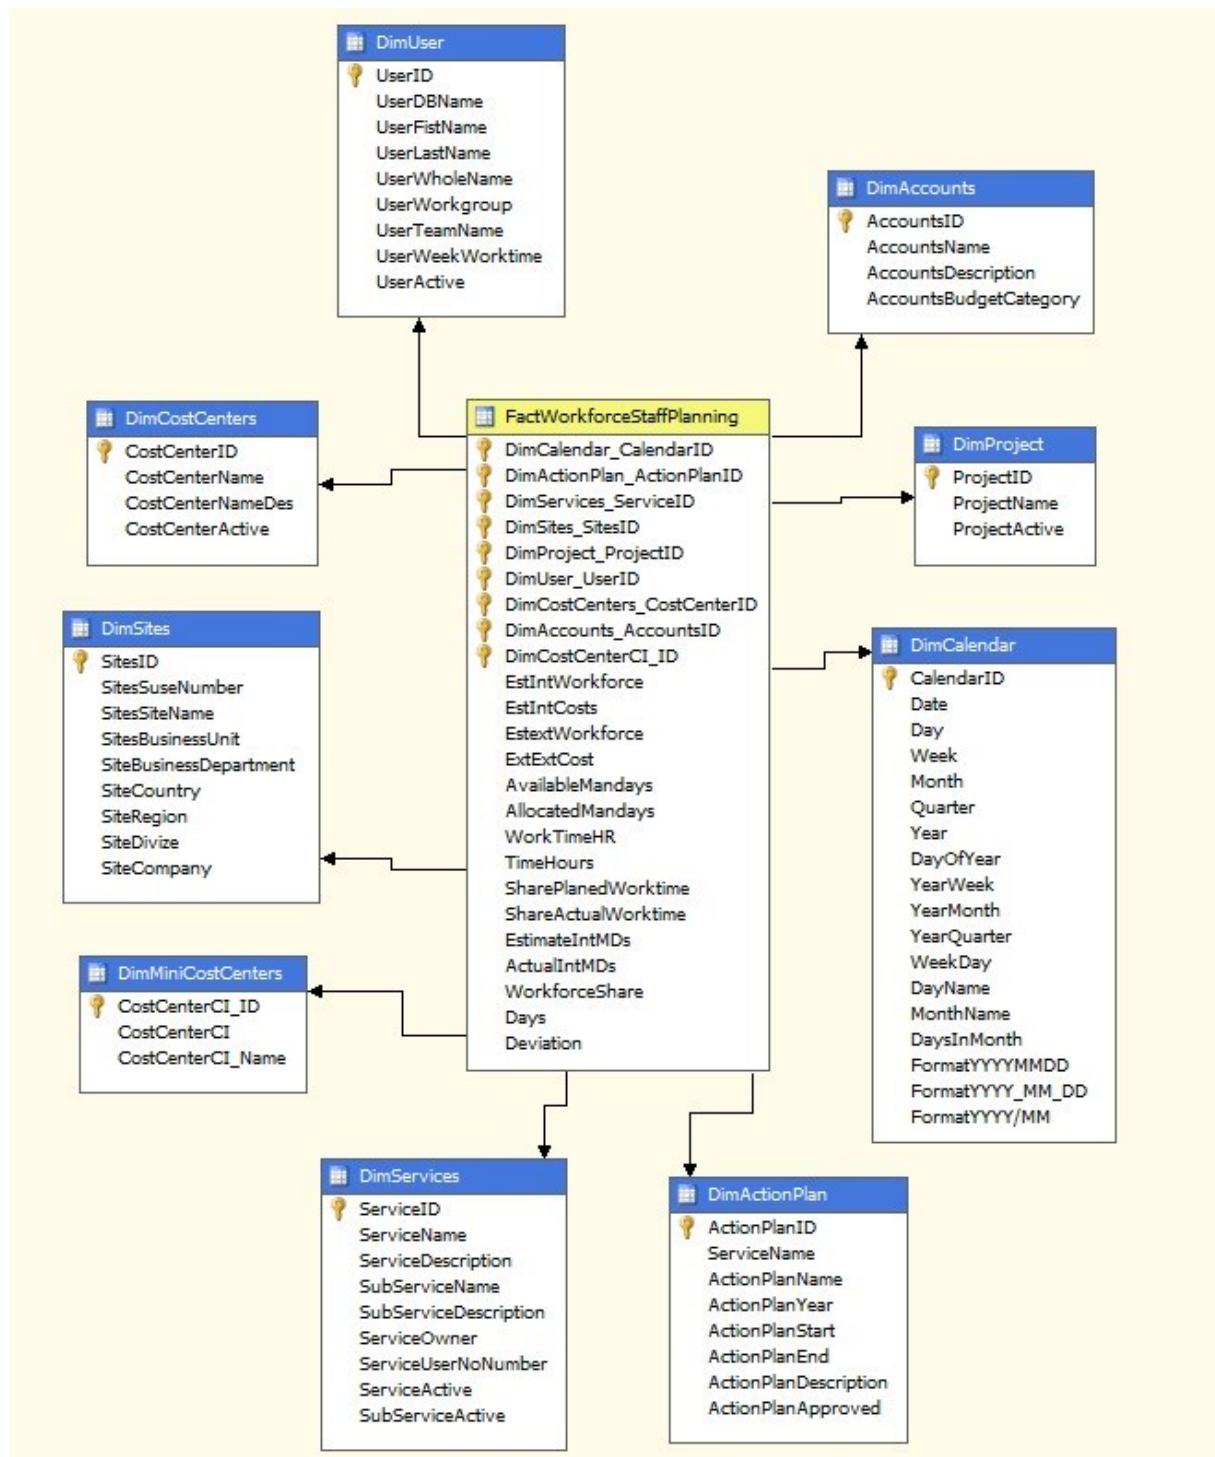 DimUser
UserID
UserDBName
UserFistName
UserLastName
UserWholeName
UserWorkgroup
UserTeamName
UserWeekWorktime
UserActive
DimAccounts
AccountsID
AccountsName
AccountsDescription
AccountsBudgetCategory
DimCostCenters
CostCenterID
CostCenterName
CostCenterNameDes
CostCenterActive
FactWorkforceStaffPlanning
DimCalendar_CalendarID
DimActionPlan_ActionPlanID
DimServices_ServiceID
DimSites_SitesID
DimProject_ProjectID
DimUser_UserID
DimCostCenters_CostCenterID
DimAccounts_AccountsID
DimCostCenterCI_ID
EstIntWorkforce
EstIntCosts
EstextWorkforce
ExtExtCost
AvailableMandays
AllocatedMandays
WorkTimeHR
TimeHours
SharePlanedWorktime
ShareActualWorktime
EstimateIntMDs
ActualIntMDs
WorkforceShare
Days
Deviation
DimProject
ProjectID
ProjectName
ProjectActive
DimSites
SitesID
SitesSuseNumber
SitesSiteName
SitesBusinessUnit
SiteBusinessDepartment
SiteCountry
SiteRegion
SiteDivize
SiteCompany
DimCalendar
CalendarID
Date
Day
Week
Month
Quarter
Year
DayOfYear
YearWeek
YearMonth
YearQuarter
WeekDay
DayName
MonthName
DaysInMonth
FormatYYYYMMDD
FormatYYYY_MM_DD
FormatYYYY/MM
DimMiniCostCenters
CostCenterCI_ID
CostCenterCI
CostCenterCI_Name
DimServices
ServiceID
ServiceName
ServiceDescription
SubServiceName
SubServiceDescription
ServiceOwner
ServiceUserNoNumber
ServiceActive
SubServiceActive
DimActionPlan
ActionPlanID
ServiceName
ActionPlanName
ActionPlanYear
ActionPlanStart
ActionPlanEnd
ActionPlanDescription
ActionPlanApproved